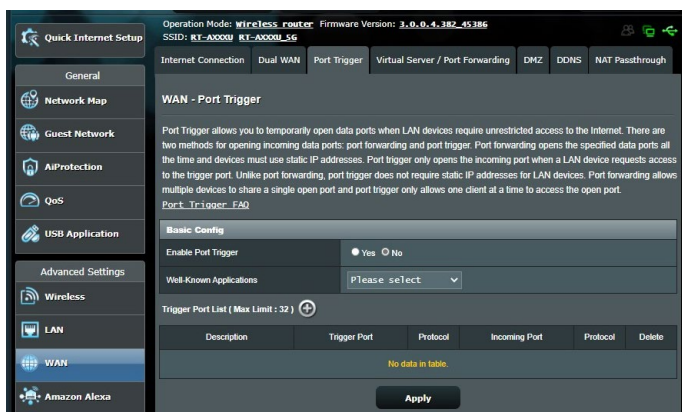 Operation Mode: Wireless router Firmware Version: 3.0.0.4.382_45386
SSID: RT-AXXXU RT-AXXXU_5G
Quick Internet Setup
General
Network Map
Guest Network
AiProtection
QoS
USB Application
Advanced Settings
Wireless
LAN
WAN
Amazon Alexa
Internet Connection Dual WAN Port Trigger Virtual Server / Port Forwarding DMZ DDNS NAT Passthrough
WAN - Port Trigger
Port Trigger allows you to temporarily open data ports when LAN devices require unrestricted access to the Internet. There are
two methods for opening incoming data ports: port forwarding and port trigger. Port forwarding opens the specified data ports all
the time and devices must use static IP addresses. Port trigger only opens the incoming port when a LAN device requests access
to the trigger port. Unlike port forwarding, port trigger does not require static IP addresses for LAN devices. Port forwarding allows
multiple devices to share a single open port and port trigger only allows one client at a time to access the open port.
Port Trigger FAQ
Basic Config
Enable Port Trigger Yes No
Well-Known Applications Please select
Trigger Port List ( Max Limit : 32 )
Description Trigger Port Protocol Incoming Port Protocol Delete
No data in table.
Apply